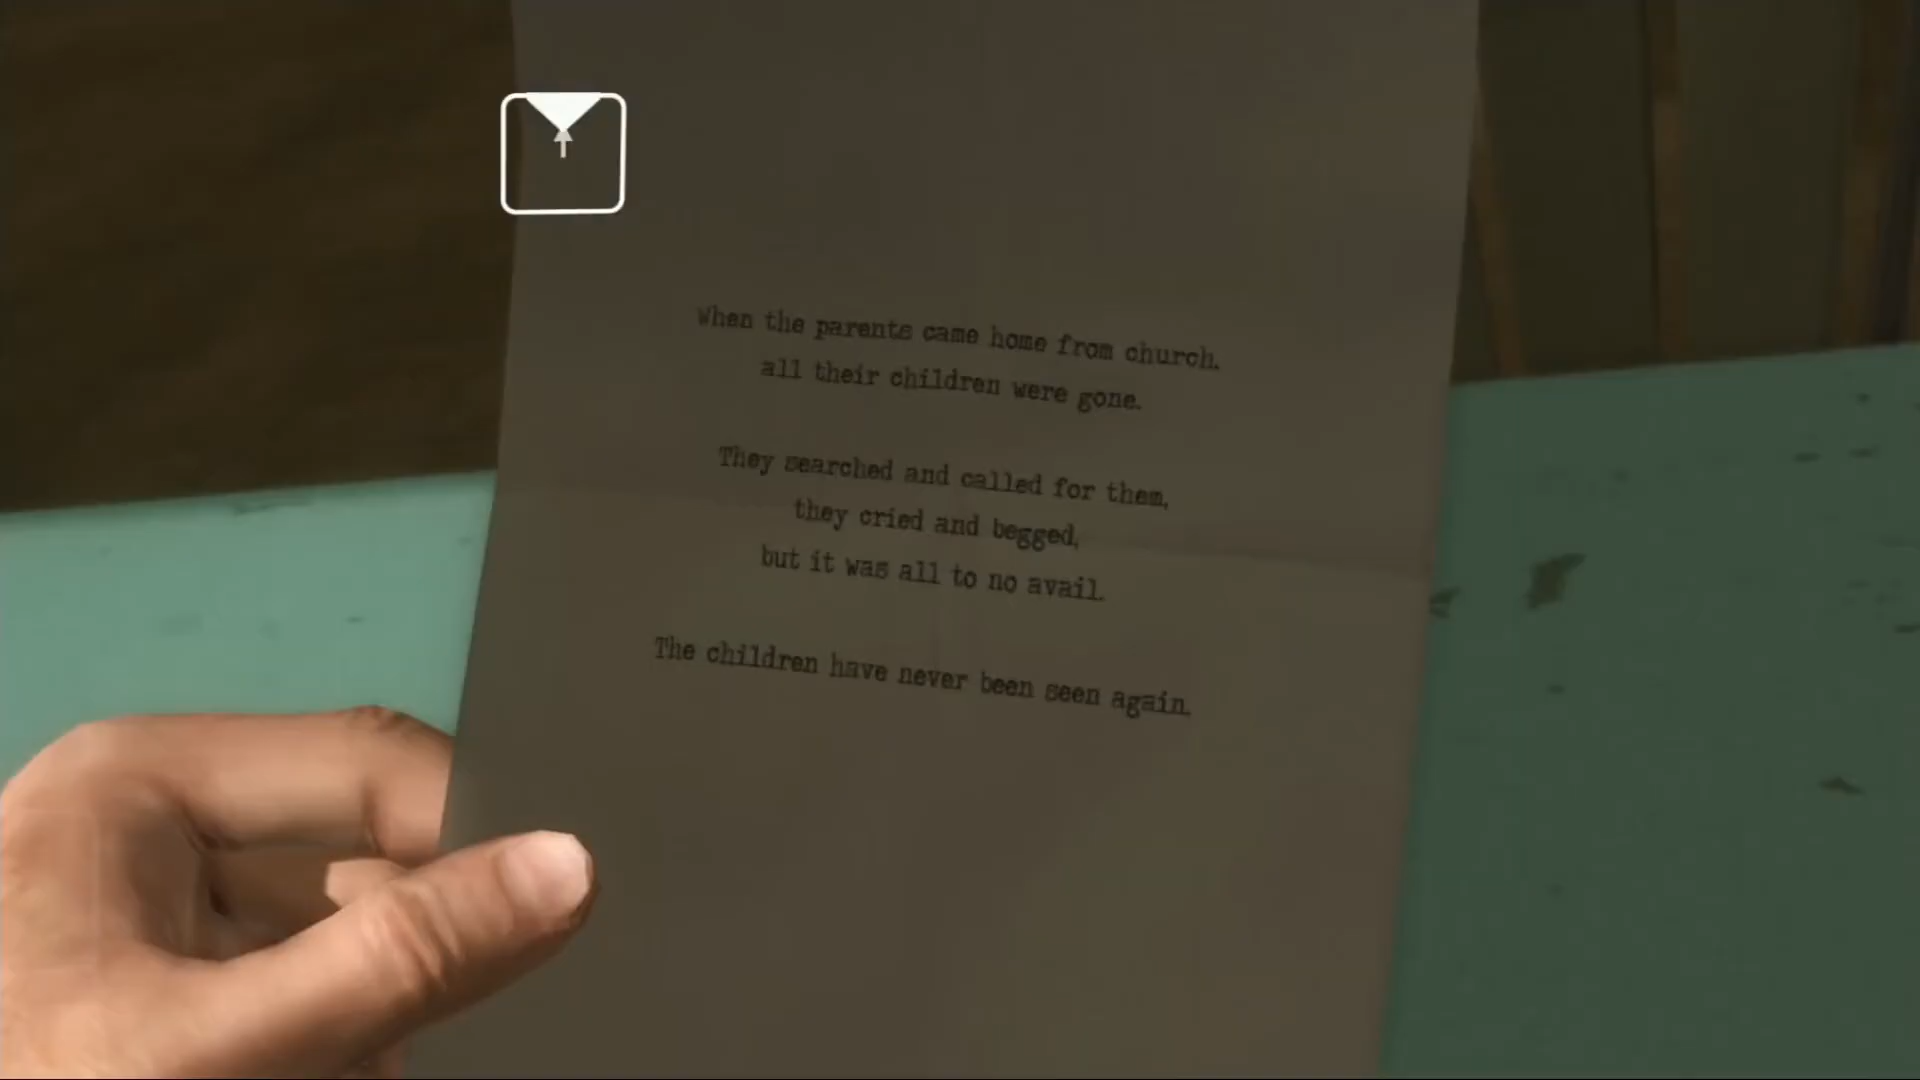 When the parents came home from church.
all their children were gone.
They searched and called for them,
they cried and begged,
but it was all to no avail.
The children have never been seen again.